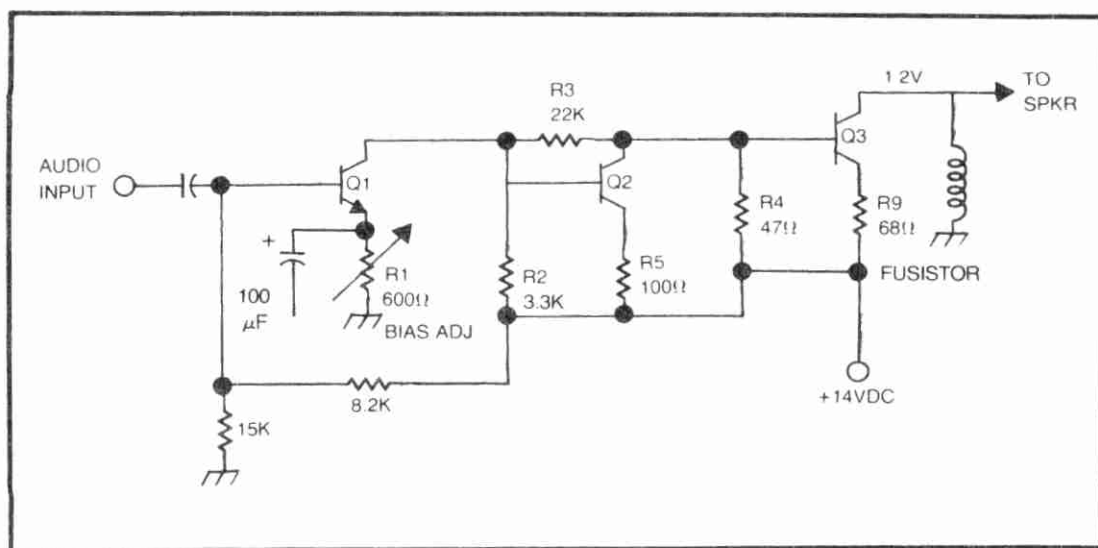 AUDIO
INPUT
Q1
+
100
µF
R1
600Ω
BIAS ADJ
15K
8.2K
R3
22K
R2
3.3K
Q2
R5
100Ω
R4
47Ω
Q3
1 2V
TO
SPKR
R9
68Ω
FUSISTOR
+14VDC